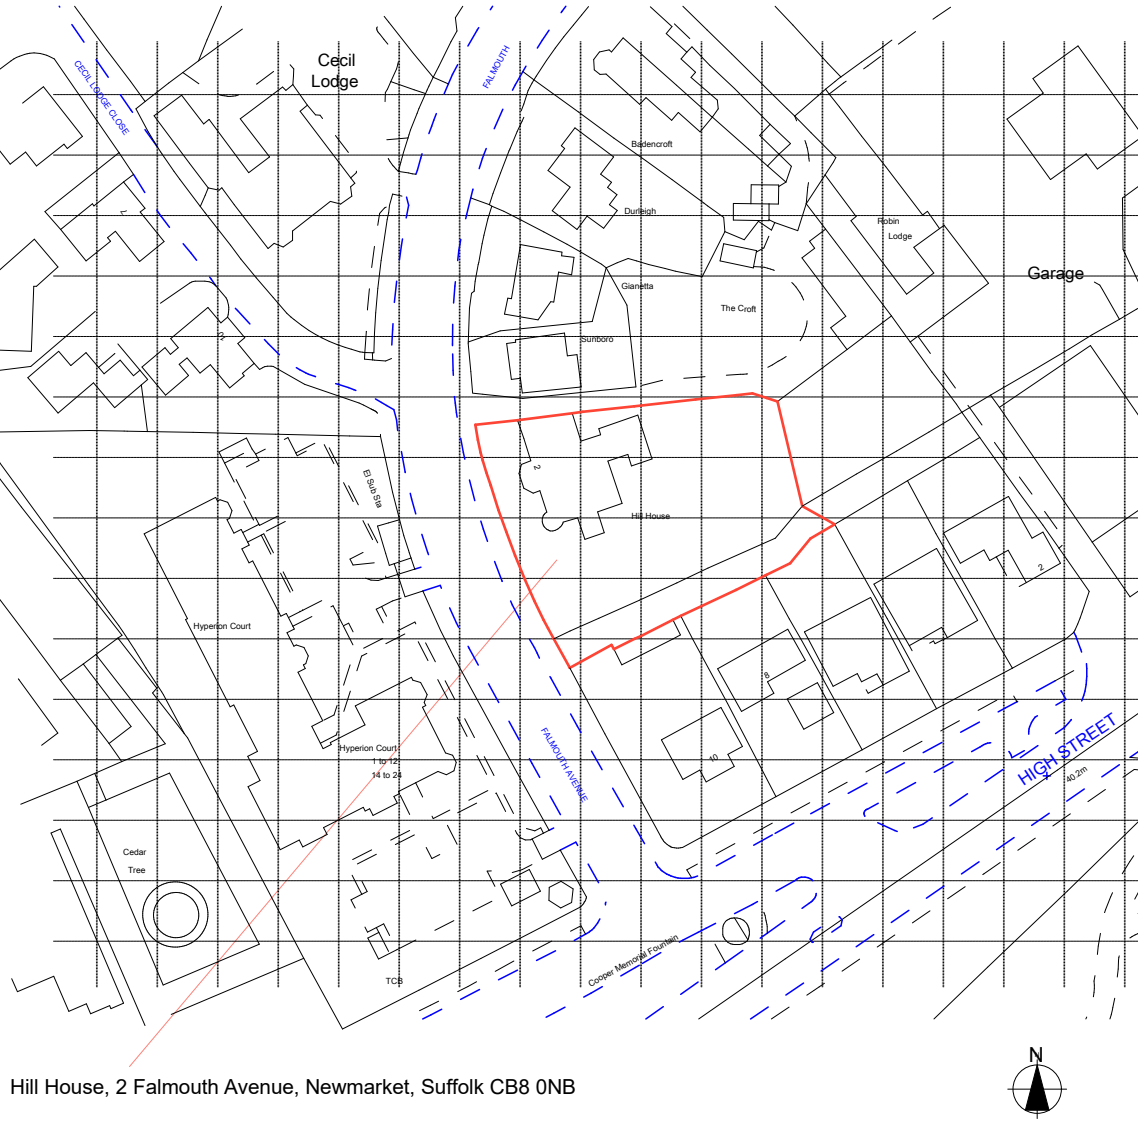 Cecil
Lodge
CECIL LODGE CLOSE
FALMOUTH
Badencroft
7
Durleigh
Robin
Lodge
Garage
Gianetta
The Croft
Sunboro
El Sub Sta
2
Hill House
2
Hyperion Court
8
Hyperion Court
1 to 12
14 to 24
10
FALMOUTH AVENUE
HIGH STREET
40.2m
Cedar
Tree
Cooper Memorial Fountain
TCB
N
Hill House, 2 Falmouth Avenue, Newmarket, Suffolk CB8 0NB